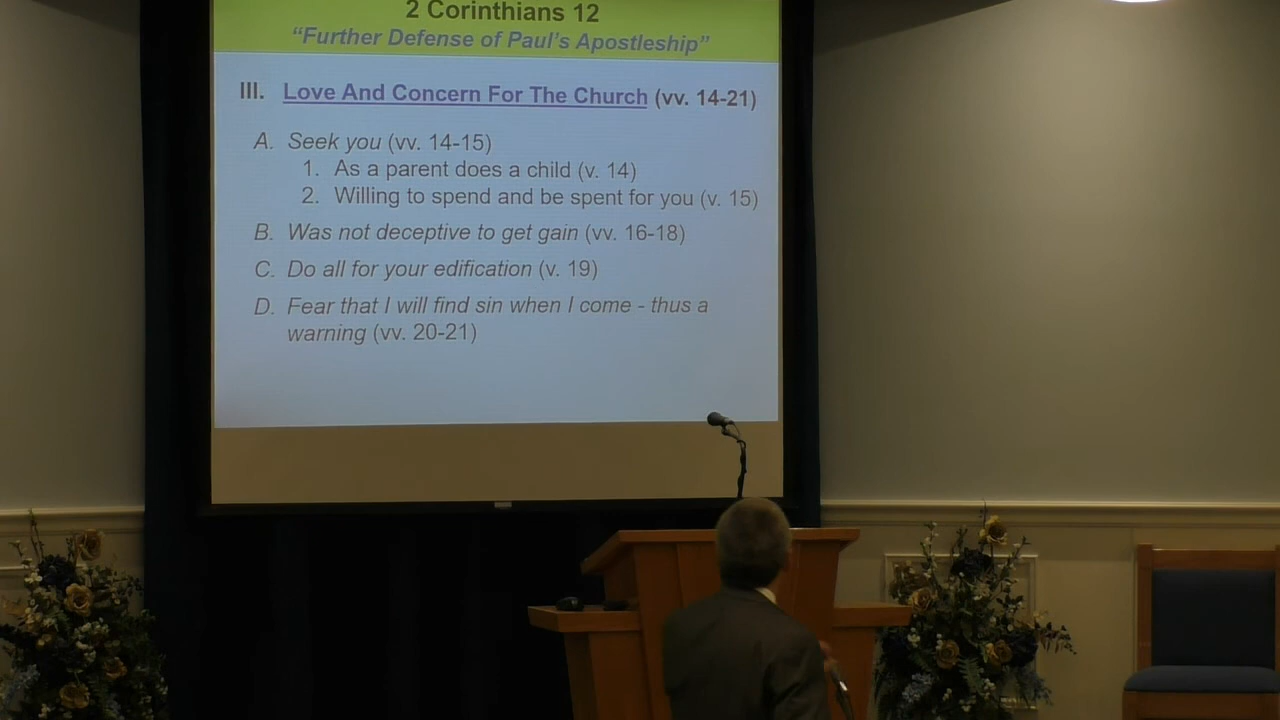 2 Corinthians 12
“Further Defense of Paul’s Apostleship”
III. Love And Concern For The Church (vv. 14-21)
A. Seek you (vv. 14-15)
1. As a parent does a child (v. 14)
2. Willing to spend and be spent for you (v. 15)
B. Was not deceptive to get gain (vv. 16-18)
C. Do all for your edification (v. 19)
D. Fear that I will find sin when I come - thus a
warning (vv. 20-21)